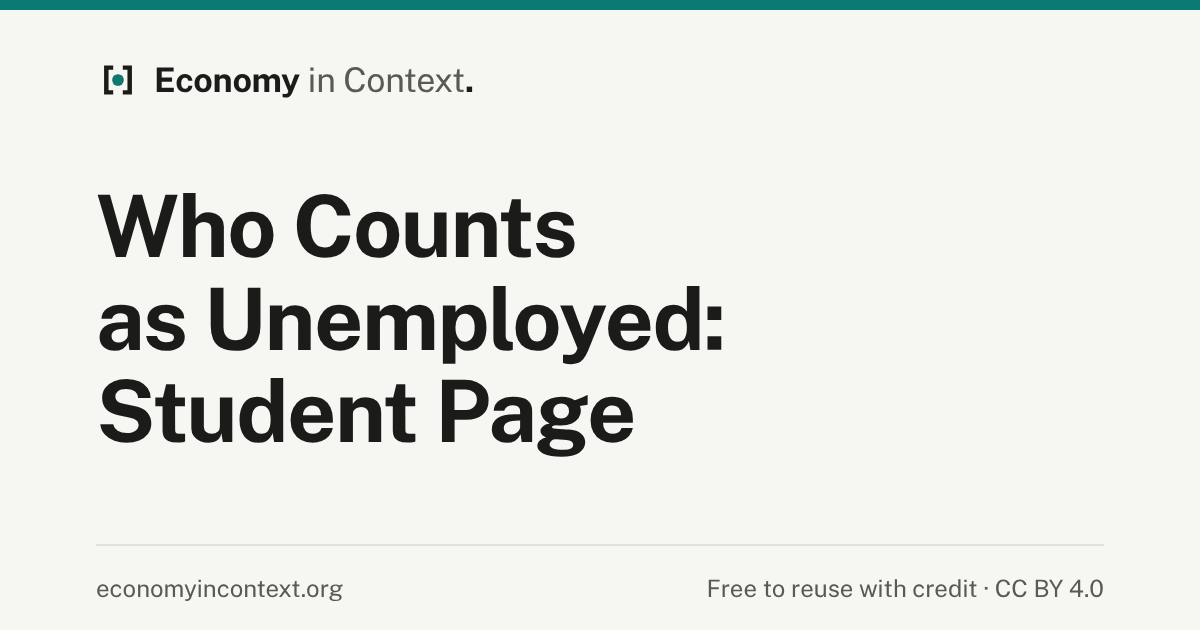 Economy in Context.
Who Counts
as Unemployed:
Student Page
economyincontext.org
Free to reuse with credit · CC BY 4.0